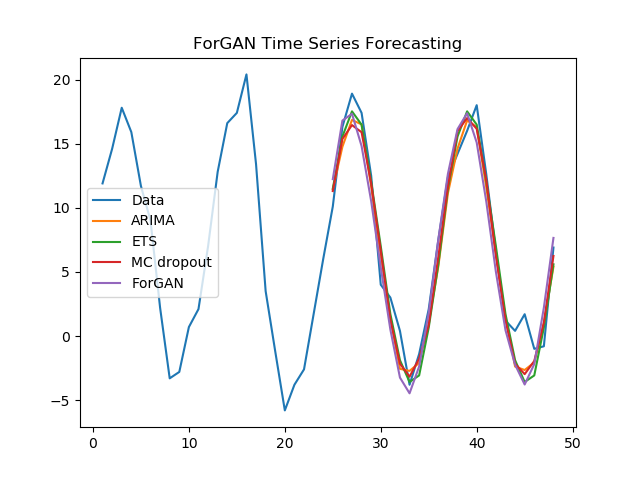 ForGAN Time Series Forecasting
20
15
10
5
0
−5
Data
ARIMA
ETS
MC dropout
ForGAN
0 10 20 30 40 50